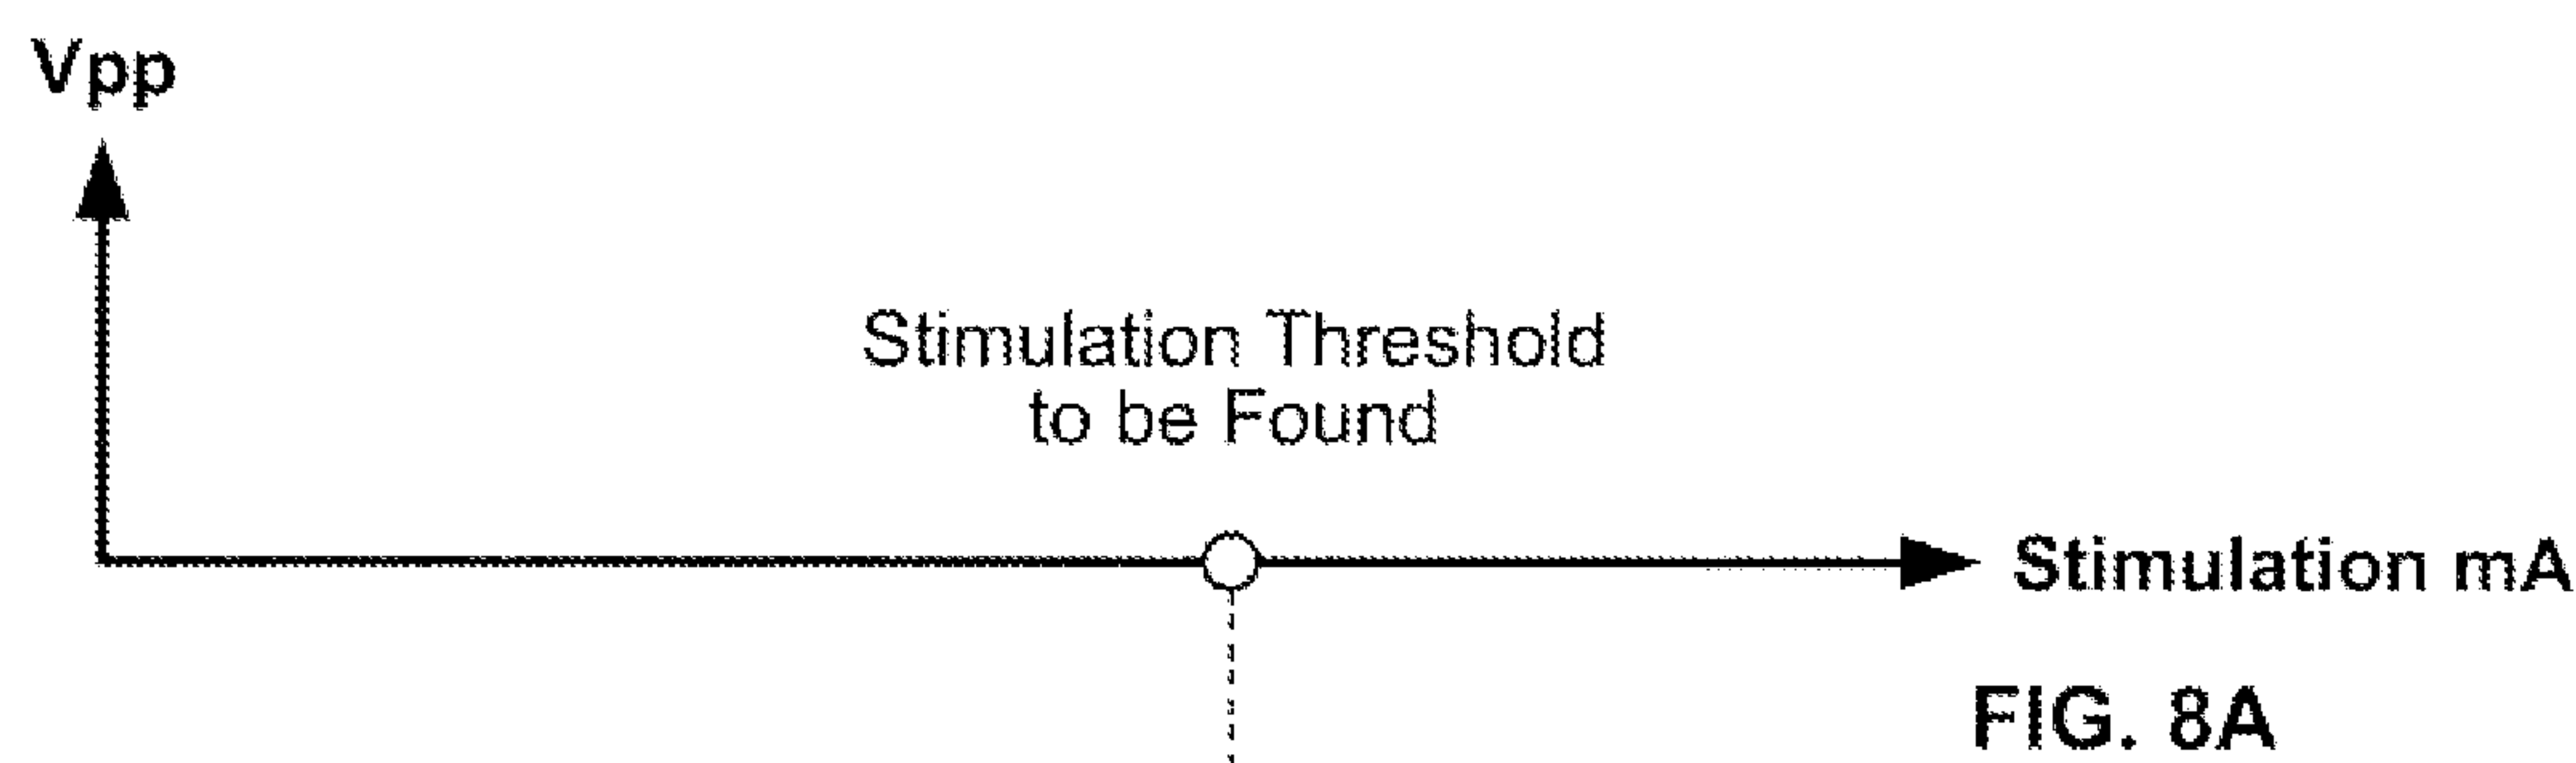 Vpp
Stimulation Threshold
to be Found
Stimulation mA
FIG. 8A